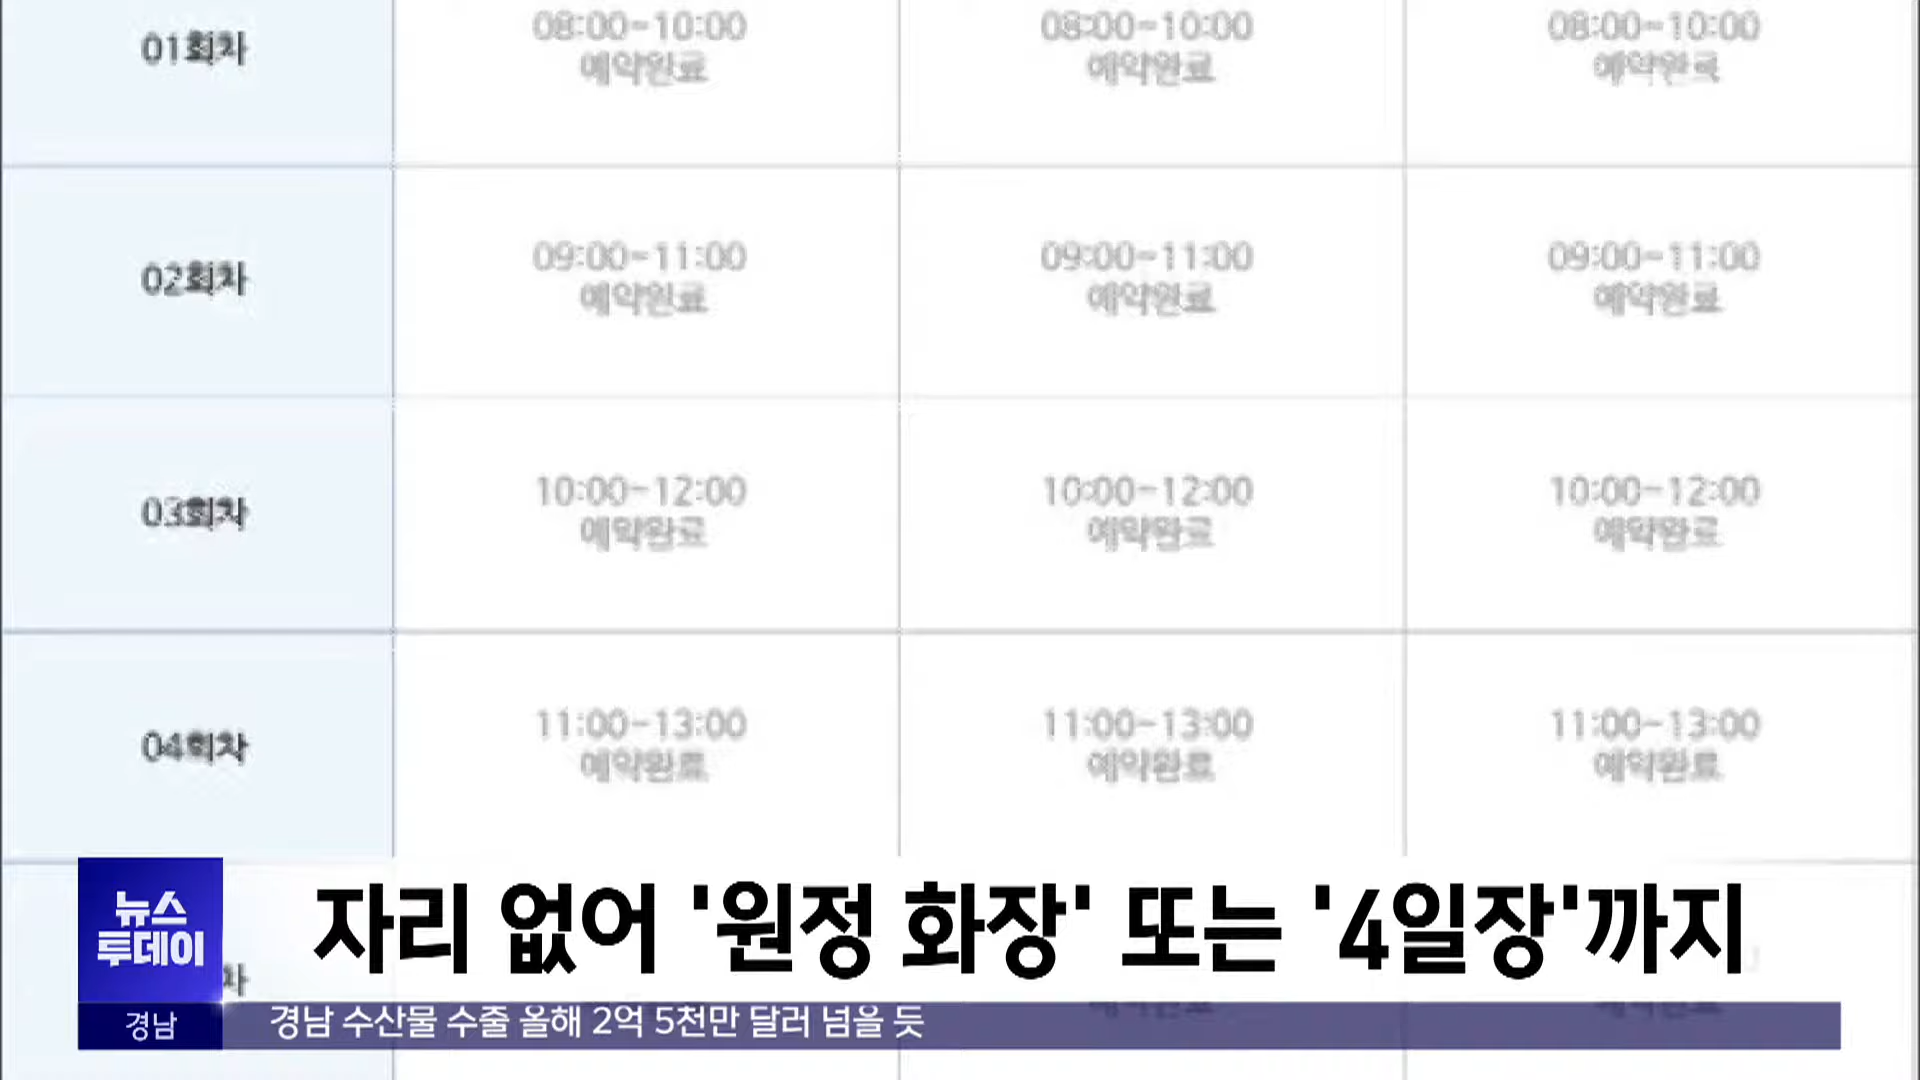 01회차
08:00~10:00
예약완료
08:00~10:00
예약완료
08:00~10:00
예약완료
02회차
09:00~11:00
예약완료
09:00~11:00
예약완료
09:00~11:00
예약완료
03회차
10:00~12:00
예약완료
10:00~12:00
예약완료
10:00~12:00
예약완료
04회차
11:00~13:00
예약완료
11:00~13:00
예약완료
11:00~13:00
예약완료
뉴스
투데이
자리 없어 '원정 화장' 또는 '4일장'까지
차
경남
경남 수산물 수출 올해 2억 5천만 달러 넘을 듯